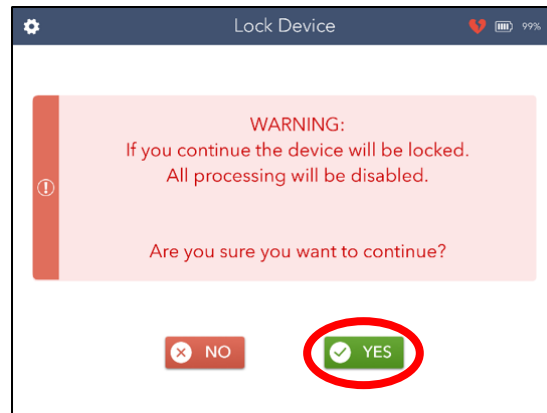 Lock Device
99%
WARNING:
If you continue the device will be locked.
All processing will be disabled.
Are you sure you want to continue?
NO
YES